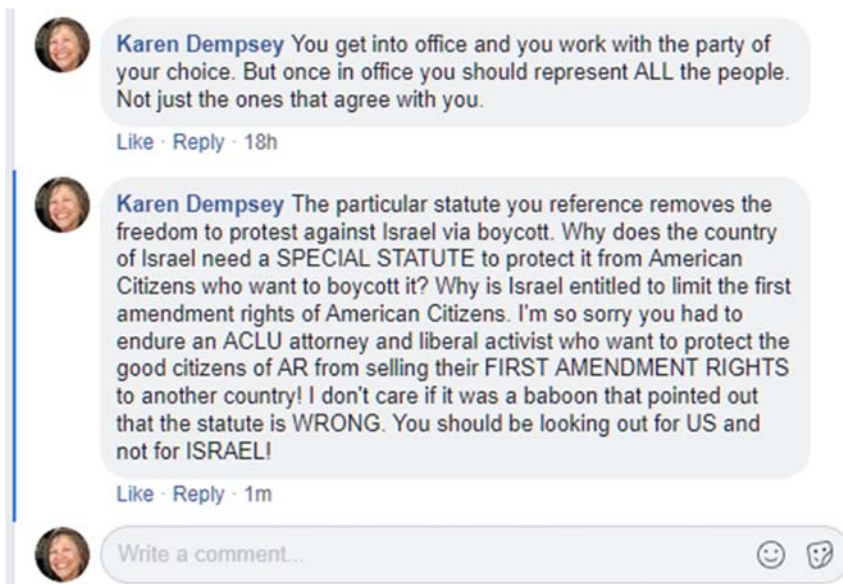 Karen Dempsey You get into office and you work with the party of
your choice. But once in office you should represent ALL the people.
Not just the ones that agree with you.
Like · Reply · 18h
Karen Dempsey The particular statute you reference removes the
freedom to protest against Israel via boycott. Why does the country
of Israel need a SPECIAL STATUTE to protect it from American
Citizens who want to boycott it? Why is Israel entitled to limit the first
amendment rights of American Citizens. I'm so sorry you had to
endure an ACLU attorney and liberal activist who want to protect the
good citizens of AR from selling their FIRST AMENDMENT RIGHTS
to another country! I don't care if it was a baboon that pointed out
that the statute is WRONG. You should be looking out for US and
not for ISRAEL!
Like · Reply · 1m
Write a comment...